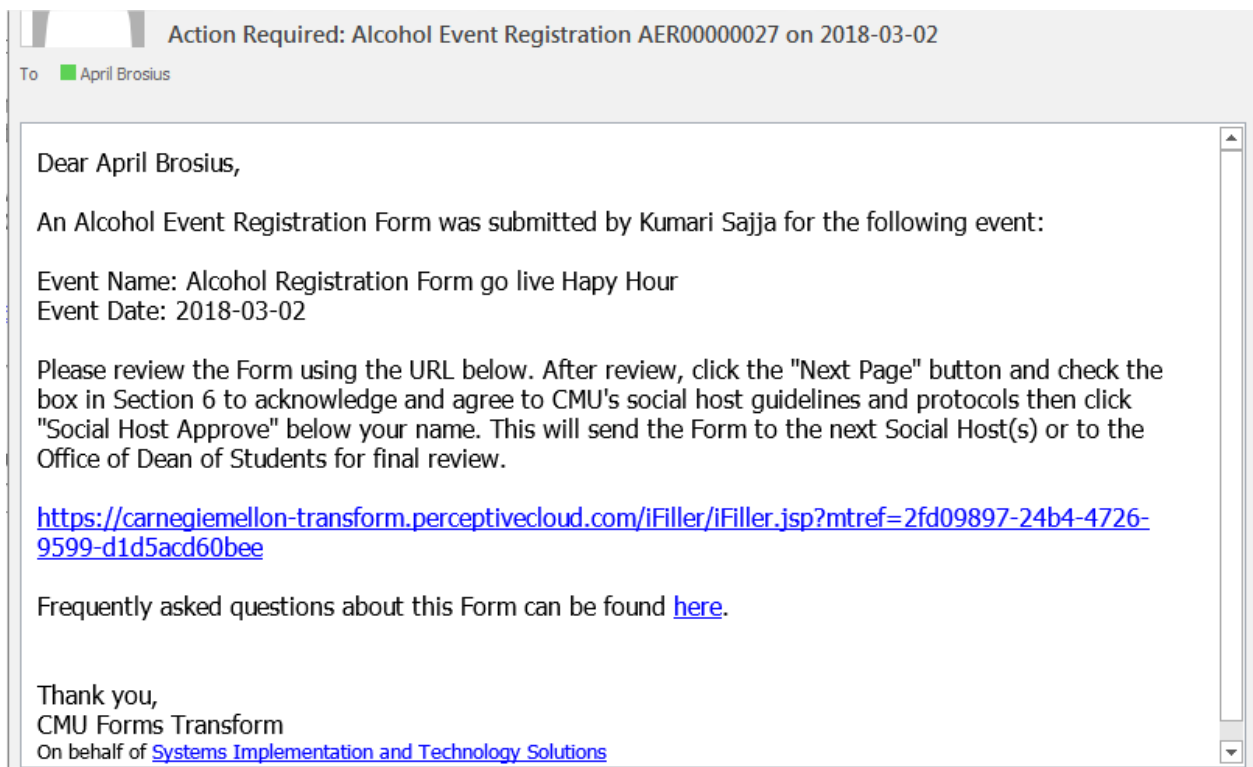 Action Required: Alcohol Event Registration AER00000027 on 2018-03-02
To April Brosius
Dear April Brosius,
An Alcohol Event Registration Form was submitted by Kumari Sajja for the following event:
Event Name: Alcohol Registration Form go live Hapy Hour
Event Date: 2018-03-02
Please review the Form using the URL below. After review, click the "Next Page" button and check the
box in Section 6 to acknowledge and agree to CMU's social host guidelines and protocols then click
"Social Host Approve" below your name. This will send the Form to the next Social Host(s) or to the
Office of Dean of Students for final review.
https://carnegiemellon-transform.perceptivecloud.com/iFiller/iFiller.jsp?mtref=2fd09897-24b4-4726-
9599-d1d5acd60bee
Frequently asked questions about this Form can be found here.
Thank you,
CMU Forms Transform
On behalf of Systems Implementation and Technology Solutions